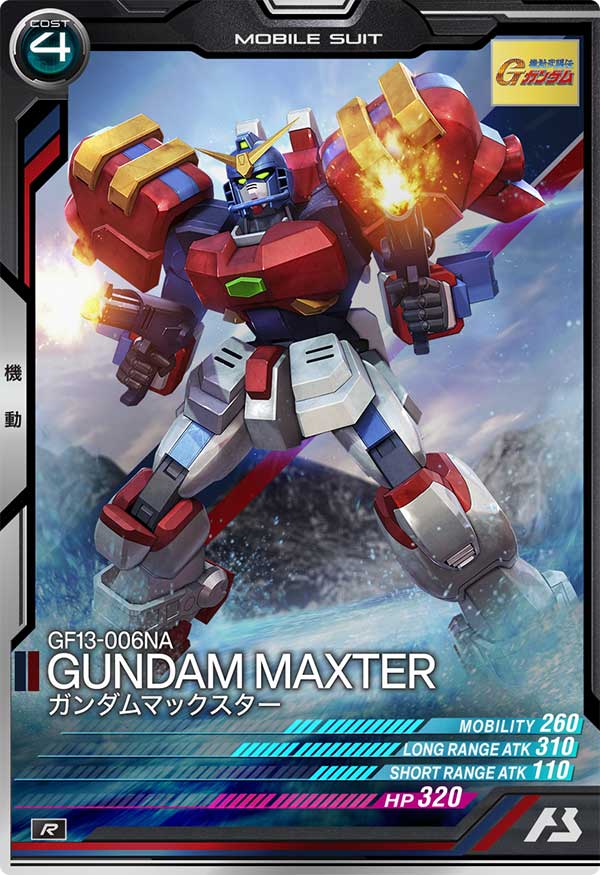 COST
4
MOBILE SUIT
機動武闘伝
Gガンダム
機動
GF13-006NA
GUNDAM MAXTER
ガンダムマックスター
MOBILITY 260
LONG RANGE ATK 310
SHORT RANGE ATK 110
HP 320
R